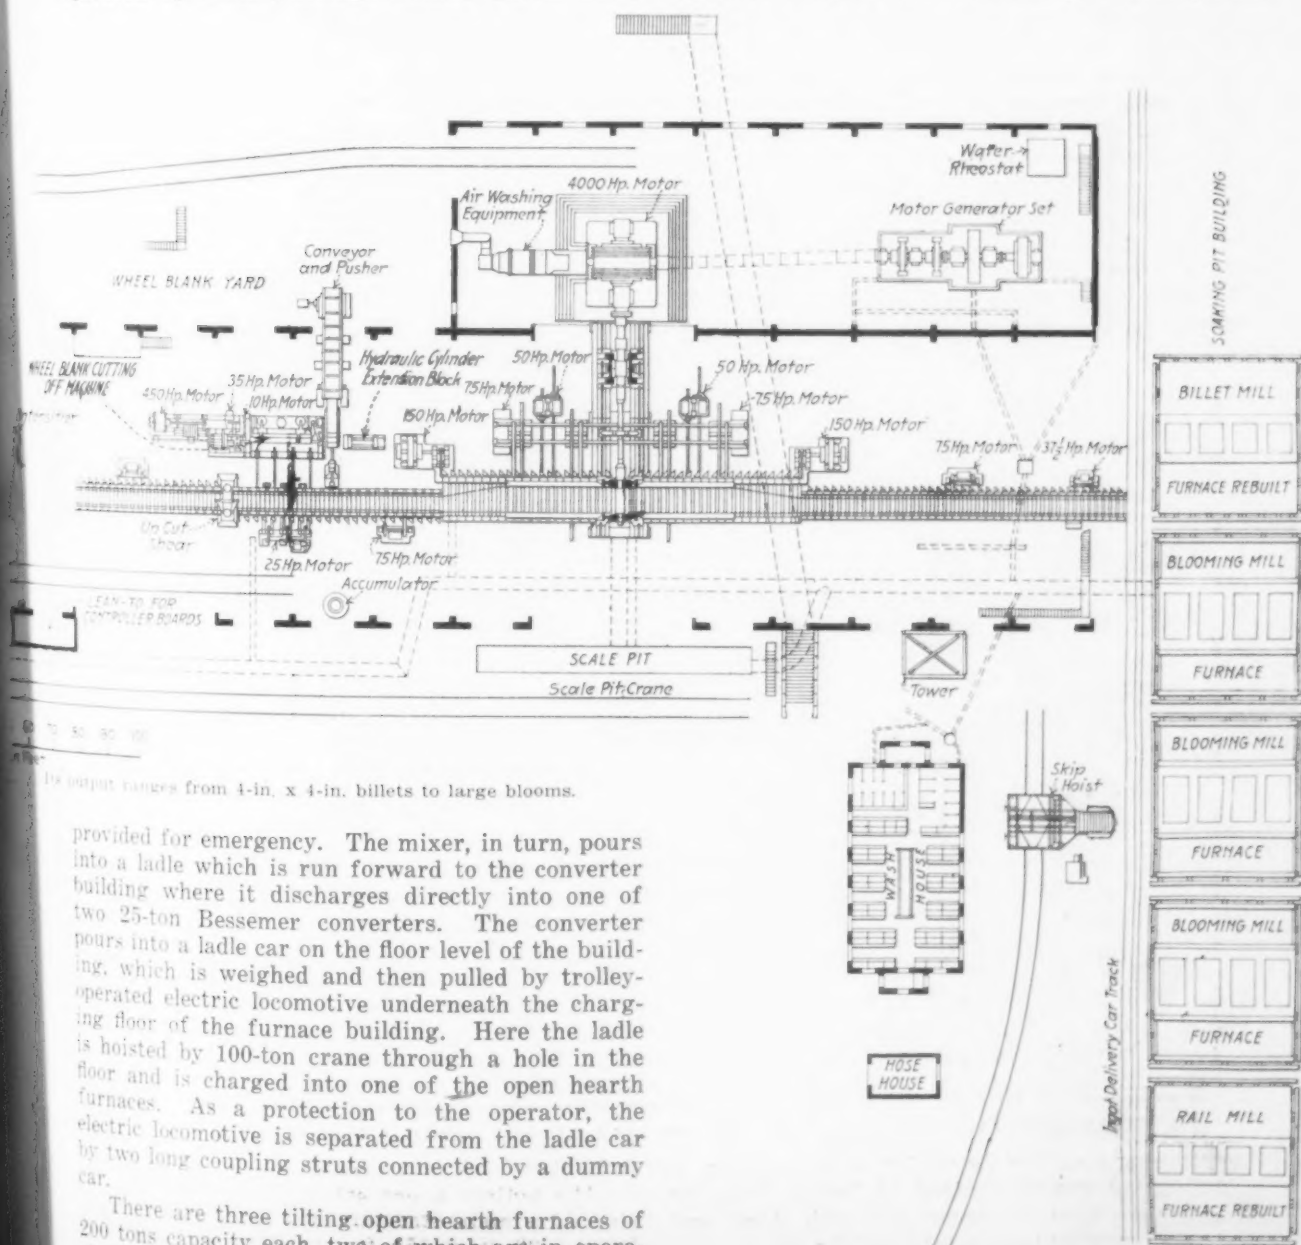 Water
Rheostat
4000 Hp. Motor
Air Washing
Equipment
Motor Generator Set
SOAKING PIT BUILDING
Conveyor
and Pusher
WHEEL BLANK YARD
WHEEL BLANK CUTTING
OFF MACHINE
450 Hp. Motor
35 Hp. Motor
10 Hp. Motor
Hydraulic Cylinder
Extension Block
150 Hp. Motor
75 Hp. Motor
50 Hp. Motor
50 Hp. Motor
75 Hp. Motor
150 Hp. Motor
75 Hp. Motor
37½ Hp. Motor
Shear
25 Hp. Motor
75 Hp. Motor
Accumulator
LEAN-TO FOR
CONTROLLER BOARDS
SCALE PIT
Scale Pit Crane
Tower
Skip
Hoist
WASH
HOUSE
HOSE
HOUSE
Ingot Delivery Car Track
BILLET MILL
FURNACE REBUILT
BLOOMING MILL
FURNACE
BLOOMING MILL
FURNACE
BLOOMING MILL
FURNACE
RAIL MILL
FURNACE REBUILT
output ranges from 4-in. x 4-in. billets to large blooms.
provided for emergency. The mixer, in turn, pours
into a ladle which is run forward to the converter
building where it discharges directly into one of
two 25-ton Bessemer converters. The converter
pours into a ladle car on the floor level of the build-
ing, which is weighed and then pulled by trolley-
operated electric locomotive underneath the charg-
ing floor of the furnace building. Here the ladle
is hoisted by 100-ton crane through a hole in the
floor and is charged into one of the open hearth
furnaces. As a protection to the operator, the
electric locomotive is separated from the ladle car
by two long coupling struts connected by a dummy
car.
There are three tilting open hearth furnaces of
200 tons capacity each, two of which are in opera-